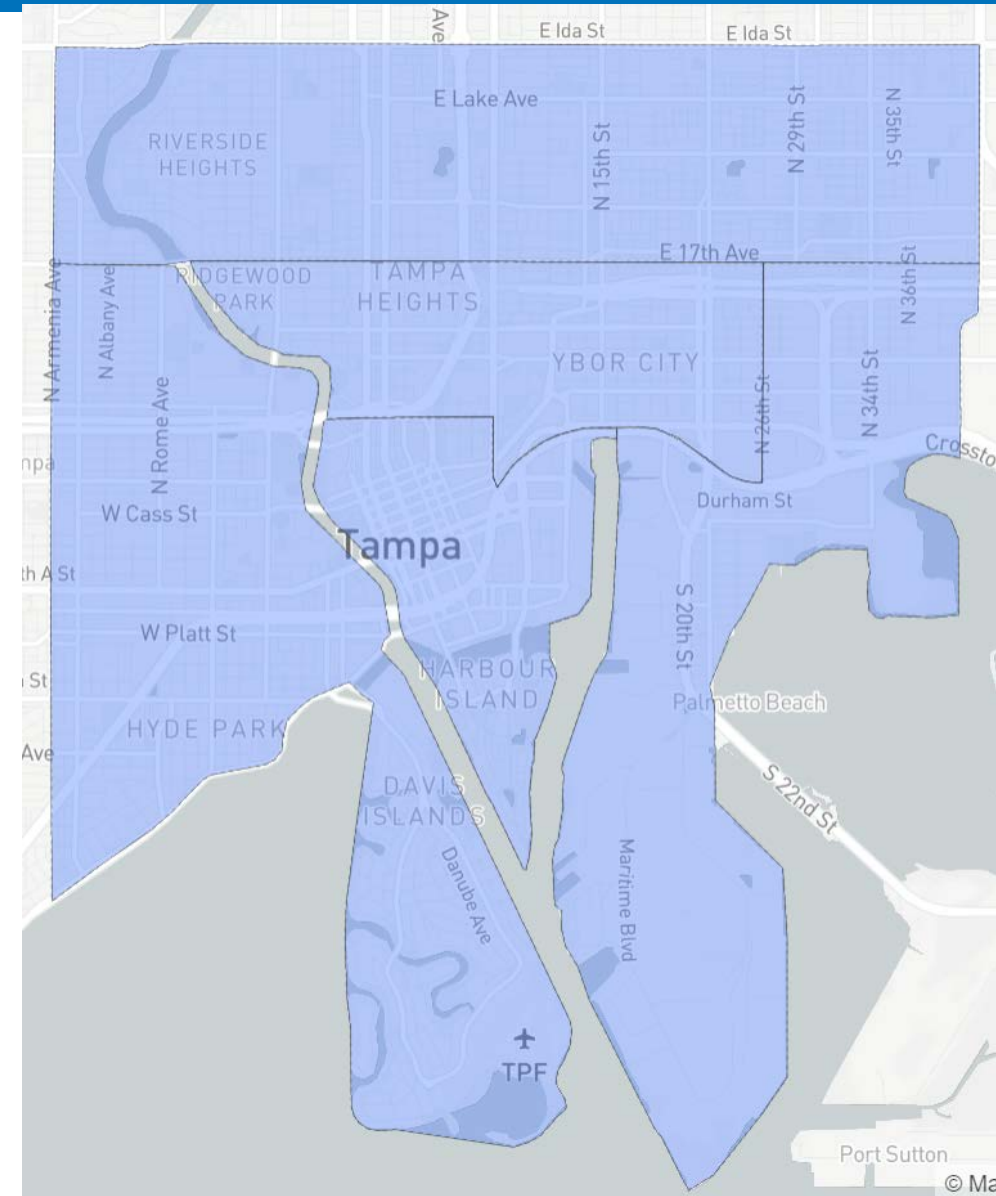 Ave
E Ida St
E Ida St
E Lake Ave
N 29th St
N 35th St
RIVERSIDE
HEIGHTS
N 15th St
E 17th Ave
N 36th St
N Armenia Ave
N Albany Ave
RIDGEWOOD
PARK
TAMPA
HEIGHTS
YBOR CITY
N Rome Ave
N 26th St
N 34th St
Crossto
mpa
W Cass St
Durham St
Tampa
th A St
W Platt St
S 20th St
St
HARBOUR
ISLAND
Palmetto Beach
HYDE PARK
Ave
DAVIS
ISLANDS
S 22nd St
Danube Ave
Maritime Blvd
TPF
Port Sutton
© Ma